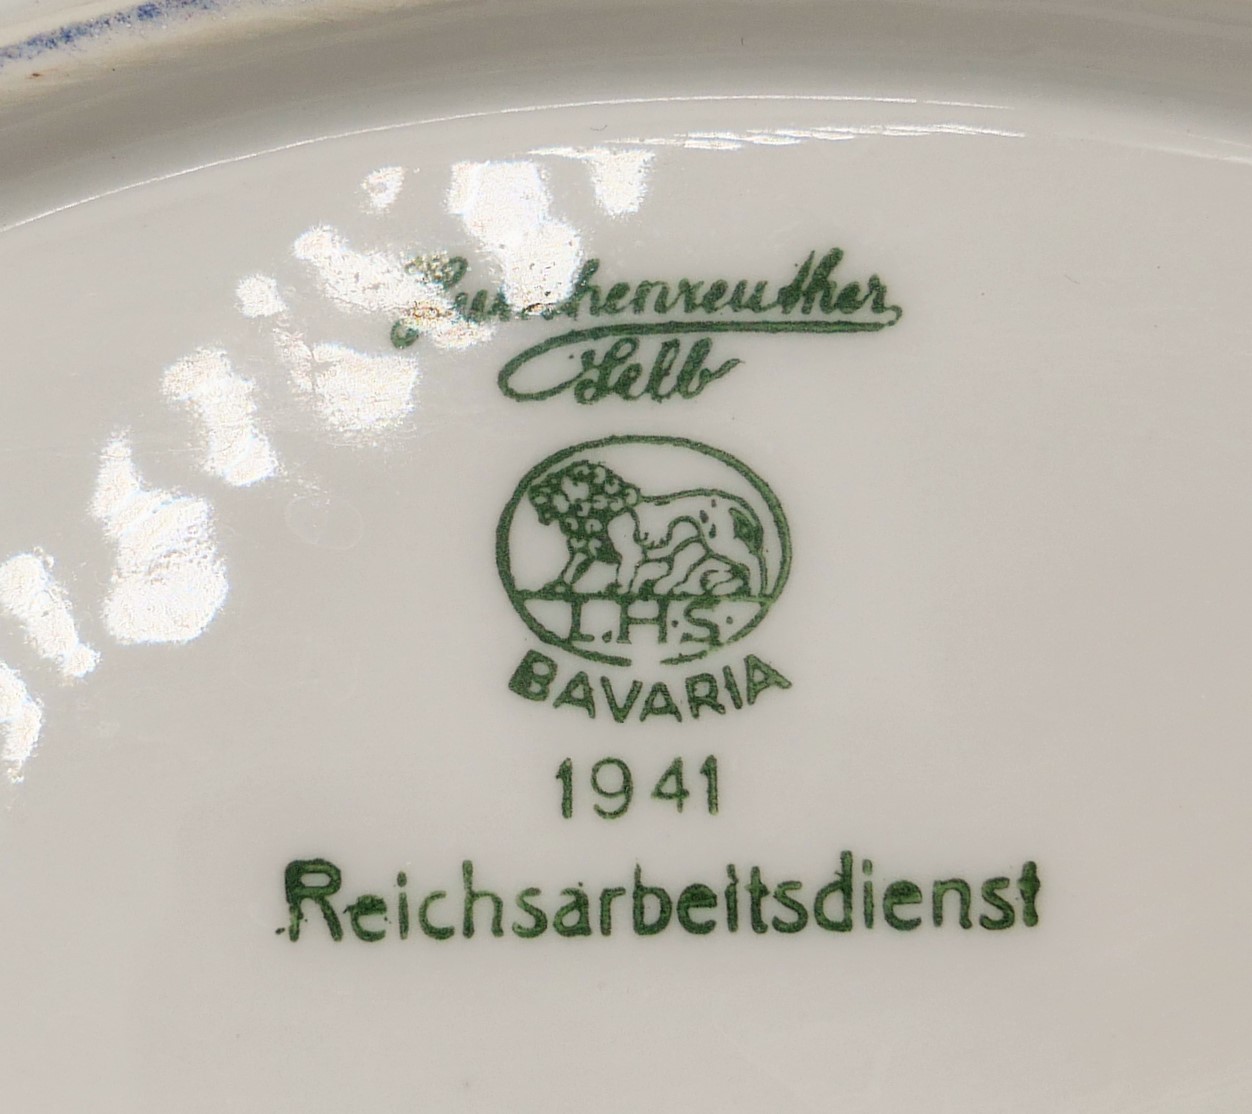 Hutschenreuther
Selb
L.H.S.
BAVARIA
1941
Reichsarbeitsdienst